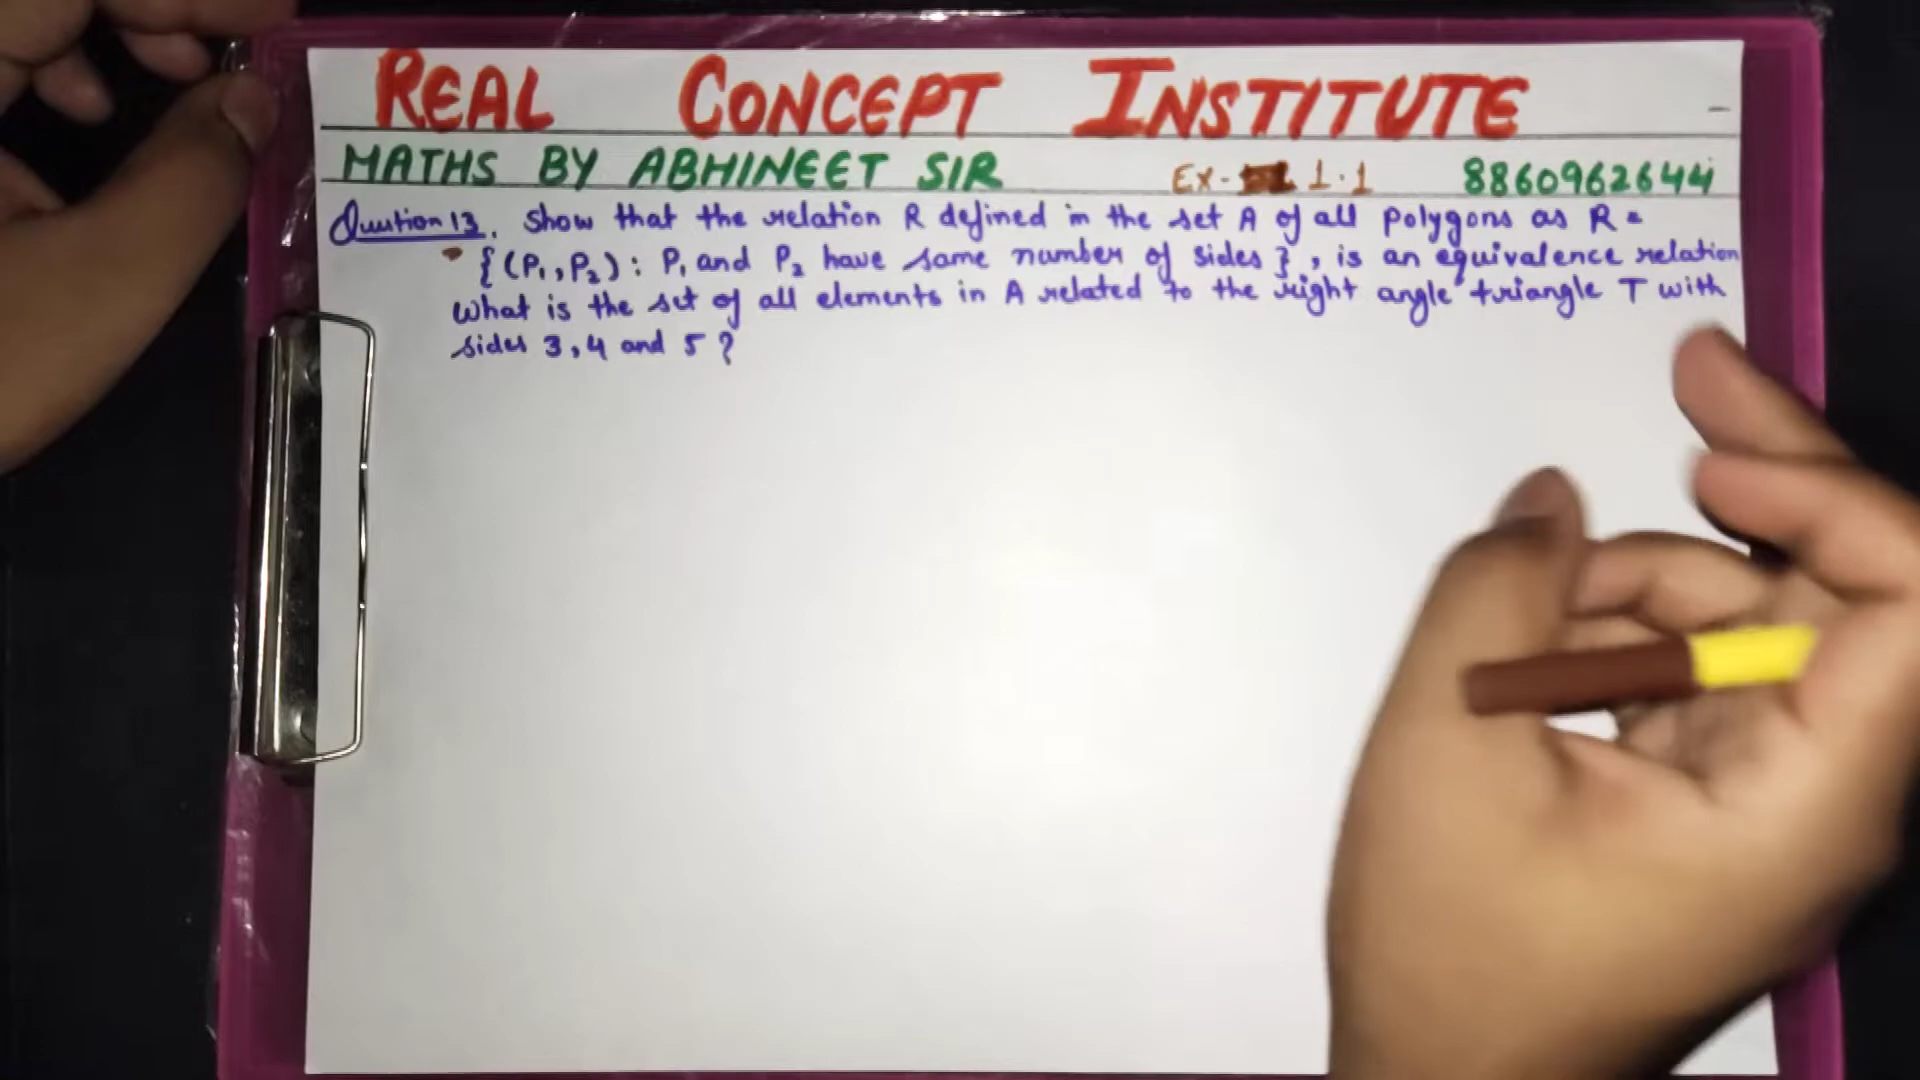 REAL CONCEPT INSTITUTE
MATHS BY ABHINEET SIR Ex- 1.1 8860962644
Question 13. Show that the relation R defined in the set A of all polygons as R =
{(P₁, P₂) : P₁ and P₂ have same number of sides}, is an equivalence relation
What is the set of all elements in A related to the right angle triangle T with
sides 3, 4 and 5 ?